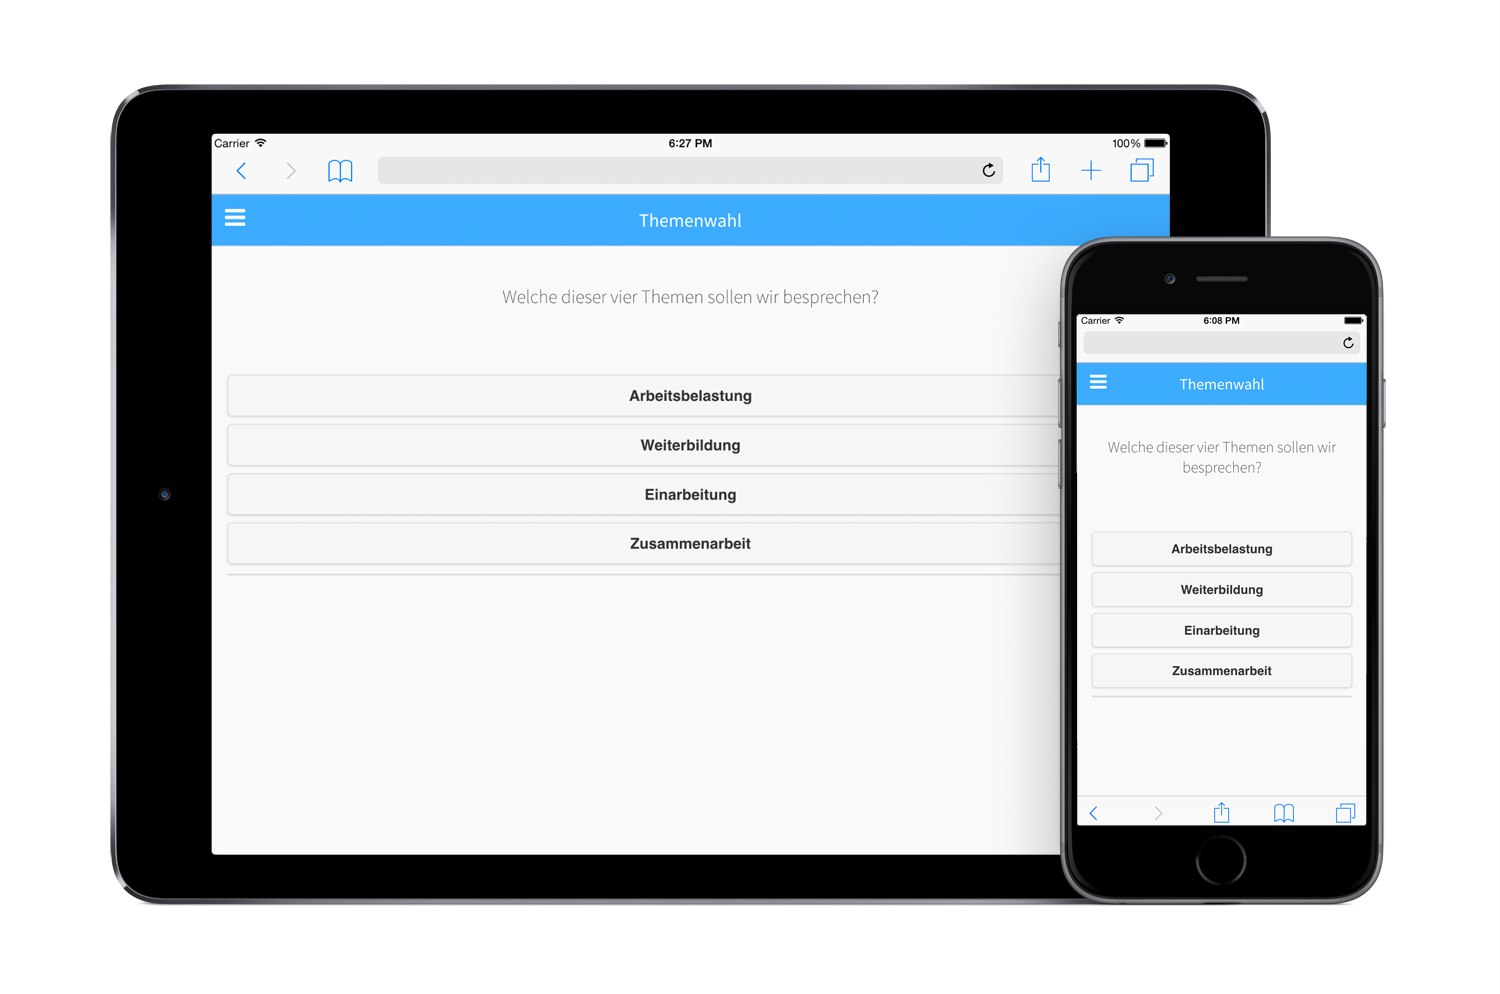 Carrier 6:27 PM 100%
Themenwahl
Welche dieser vier Themen sollen wir besprechen?
Arbeitsbelastung
Weiterbildung
Einarbeitung
Zusammenarbeit
Carrier 6:08 PM
Themenwahl
Welche dieser vier Themen sollen wir
besprechen?
Arbeitsbelastung
Weiterbildung
Einarbeitung
Zusammenarbeit